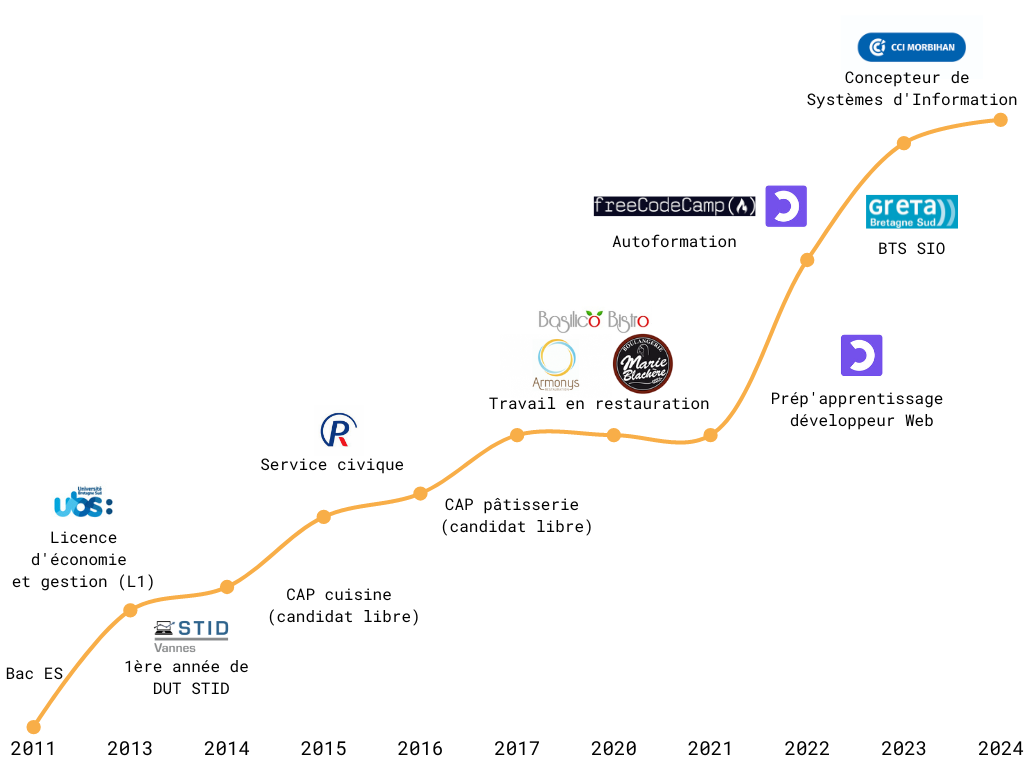 CCI MORBIHAN
Concepteur de
Systèmes d'Information
freeCodeCamp(
Autoformation
GRETA
Bretagne Sud
BTS SIO
Basilico Bistro
Armonys
RESTAURATION
BOULANGERIE
Marie
Blachère
Travail en restauration
Prép'apprentissage
développeur Web
Service civique
CAP pâtisserie
(candidat libre)
Université
Bretagne Sud
ubs:
Licence
d'économie
et gestion (L1)
CAP cuisine
(candidat libre)
STID
Vannes
1ère année de
DUT STID
Bac ES
2011 2013 2014 2015 2016 2017 2020 2021 2022 2023 2024